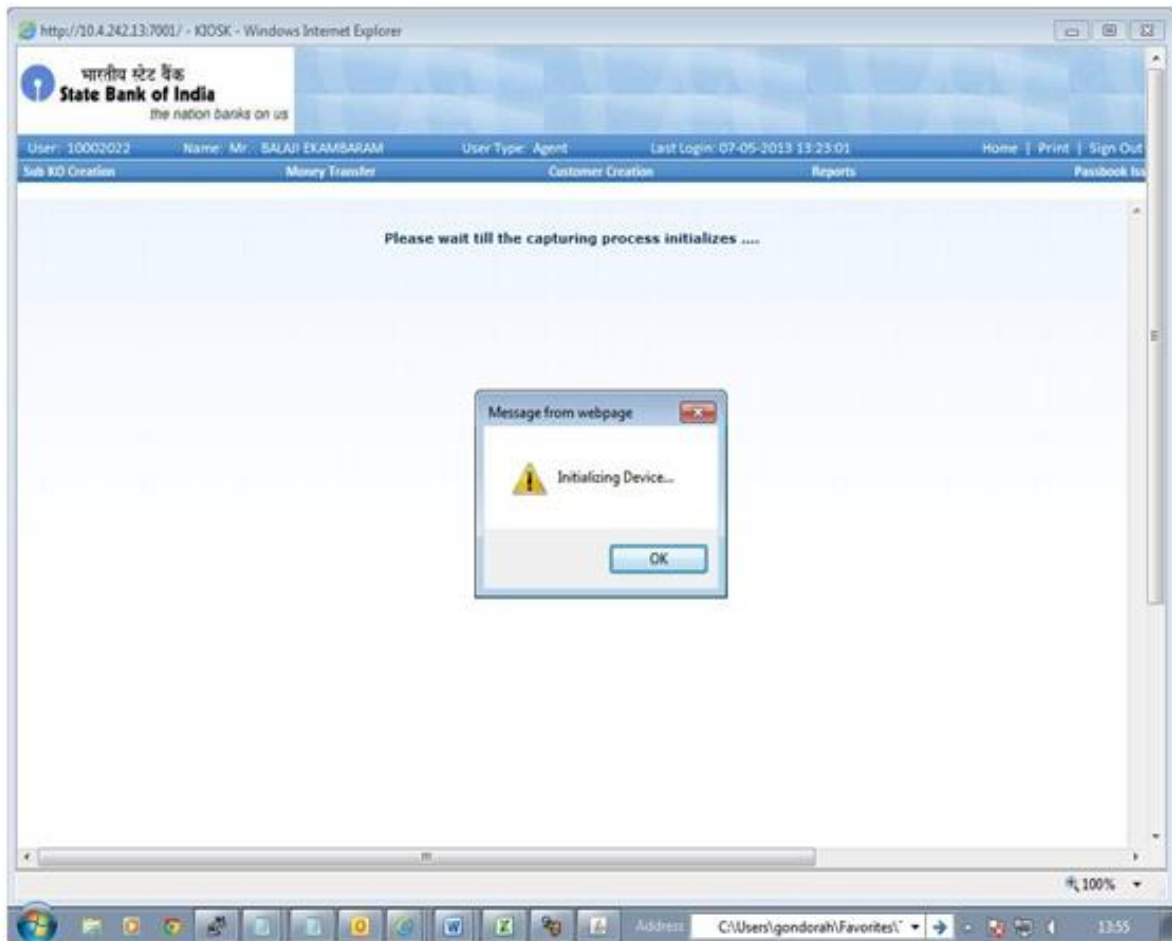 http://10.4.242.13:7001/ - KIOSK - Windows Internet Explorer
भारतीय स्टेट बैंक
State Bank of India
the nation banks on us
User: 10002022 Name: Mr. BALAJI EKAMBARAM User Type: Agent Last Login: 07-05-2013 13:23:01 Home | Print | Sign Out
Sub KO Creation Money Transfer Customer Creation Reports Passbook Iss
Please wait till the capturing process initializes ....
Message from webpage
Initializing Device...
OK
100%
Address C:\Users\gondorah\Favorites\ 13:55